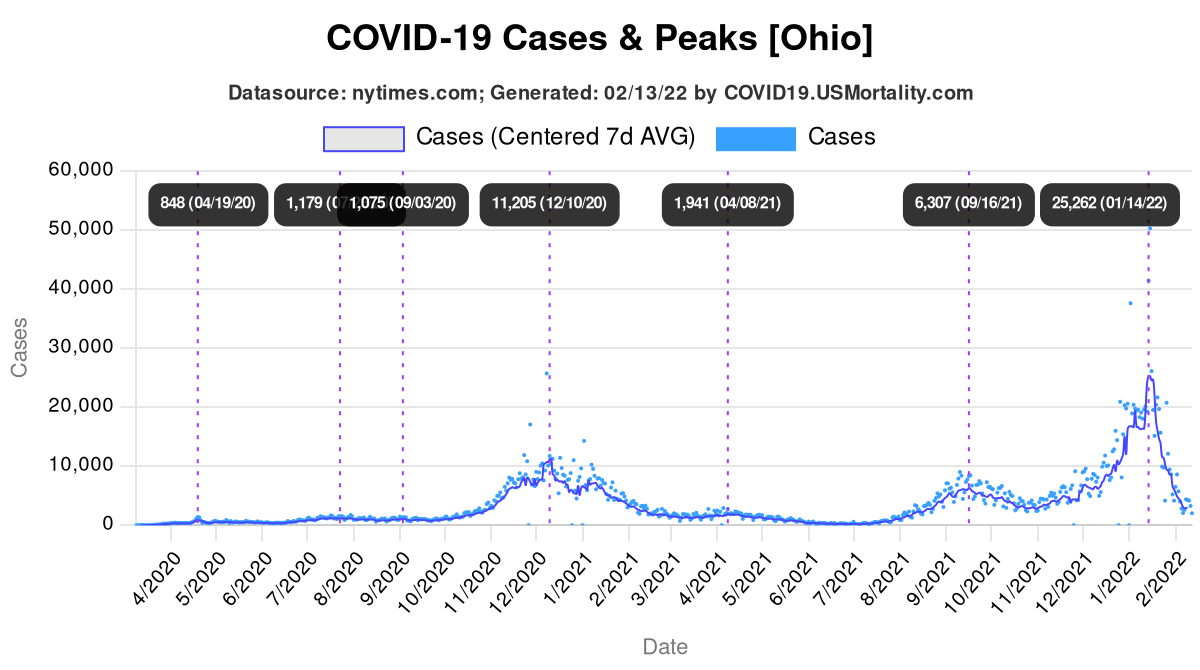 COVID-19 Cases & Peaks [Ohio]
Datasource: nytimes.com; Generated: 02/13/22 by COVID19.USMortality.com
Cases (Centered 7d AVG) Cases
60,000
848 (04/19/20) 1,179 1,075 (09/03/20) 11,205 (12/10/20) 1,941 (04/08/21) 6,307 (09/16/21) 25,262 (01/14/22)
50,000
40,000
30,000
20,000
10,000
0
Cases
4/2020 5/2020 6/2020 7/2020 8/2020 9/2020 10/2020 11/2020 12/2020 1/2021 2/2021 3/2021 4/2021 5/2021 6/2021 7/2021 8/2021 9/2021 10/2021 11/2021 12/2021 1/2022 2/2022
Date